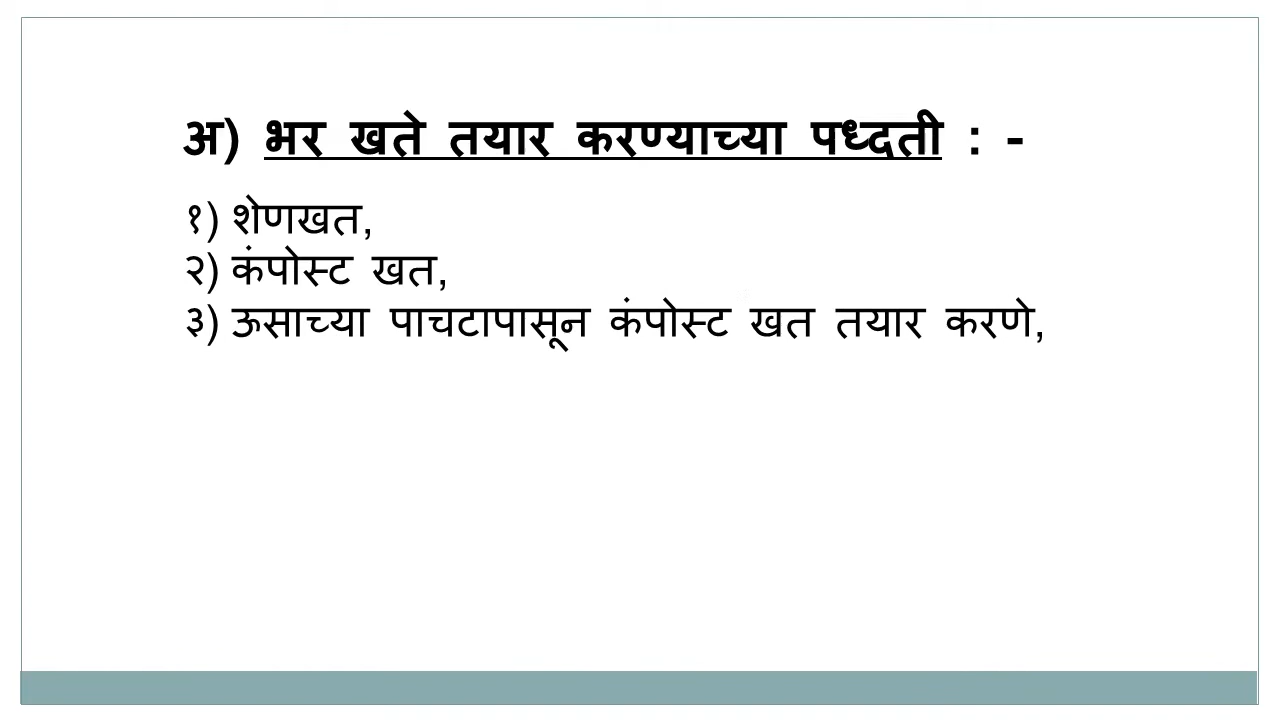 अ) भर खते तयार करण्याच्या पध्दती : -
१) शेणखत,
२) कंपोस्ट खत,
३) ऊसाच्या पाचटापासून कंपोस्ट खत तयार करणे,